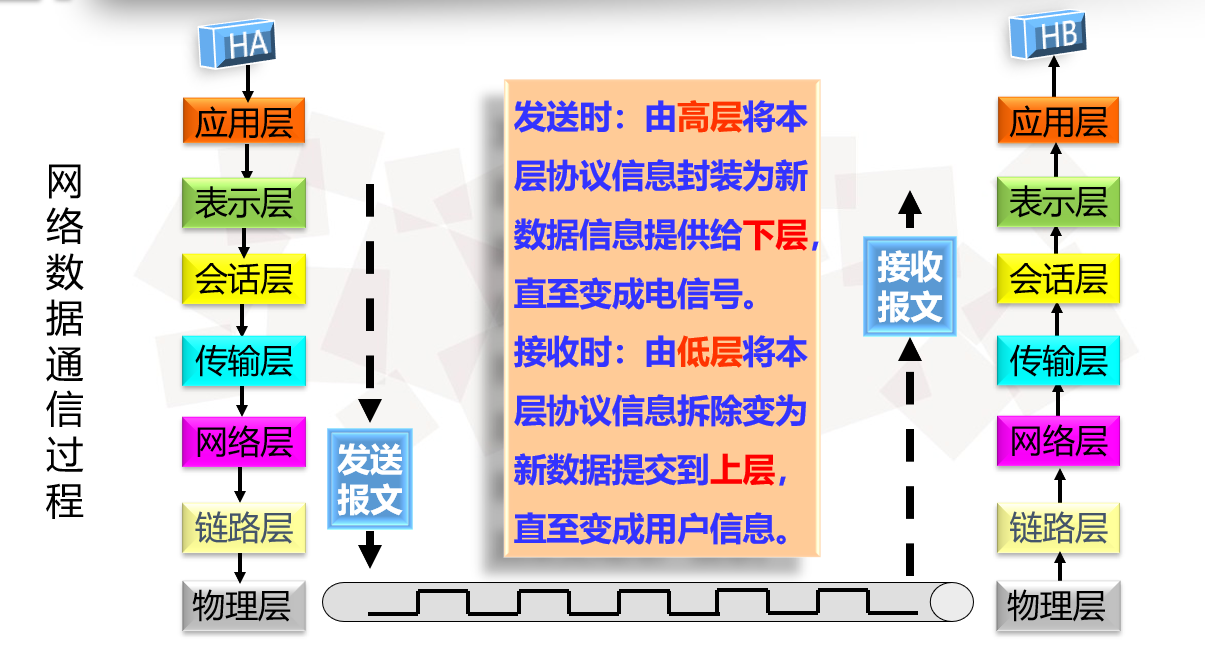 网络数据通信过程
HA
应用层
表示层
会话层
传输层
网络层
链路层
物理层
发送
报文
发送时：由高层将本
层协议信息封装为新
数据信息提供给下层，
直至变成电信号。
接收时：由低层将本
层协议信息拆除变为
新数据提交到上层，
直至变成用户信息。
接收
报文
HB
应用层
表示层
会话层
传输层
网络层
链路层
物理层